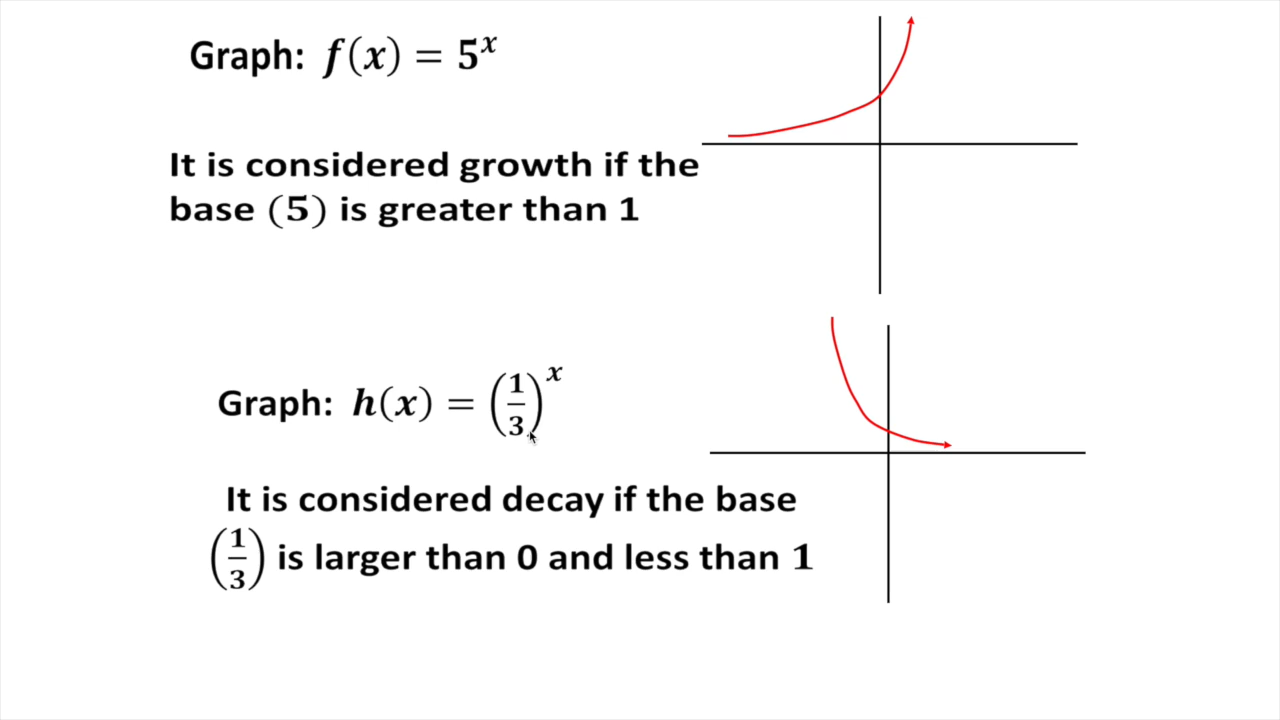 Graph: f(x) = 5^x
It is considered growth if the
base (5) is greater than 1
Graph: h(x) = (1/3)^x
It is considered decay if the base
(1/3) is larger than 0 and less than 1